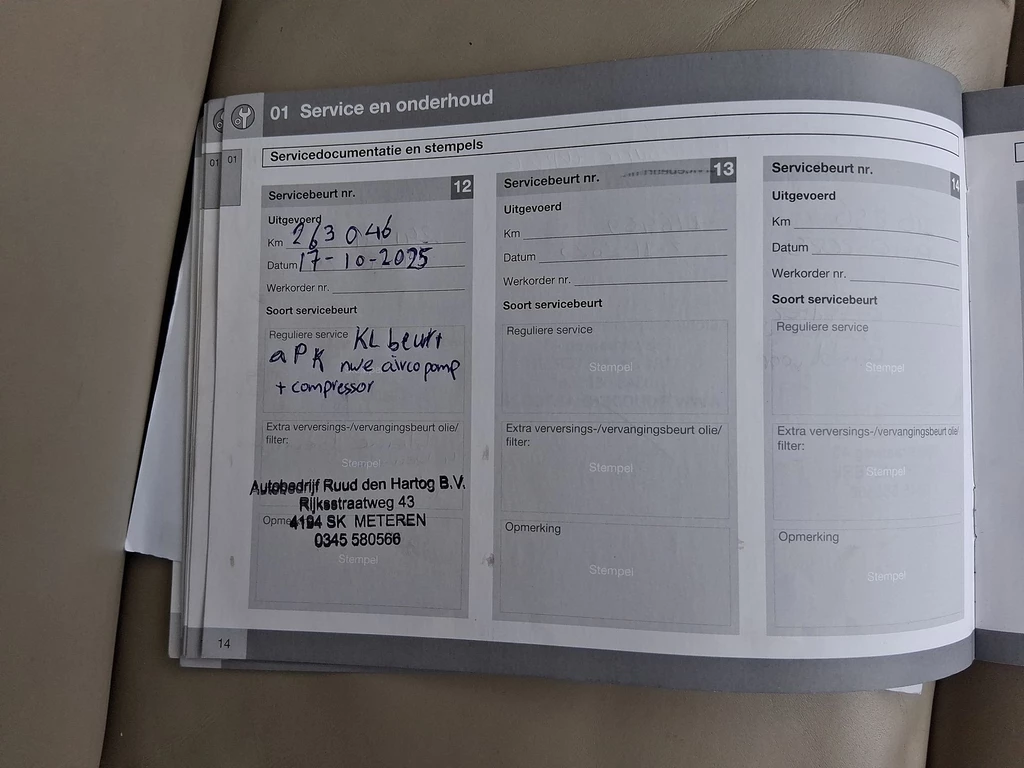 01 Service en onderhoud
01
01
Servicedocumentatie en stempels
Servicebeurt nr. 12
Uitgevoerd
Km 263 046
Datum 17-10-2025
Werkorder nr.
Soort servicebeurt
Reguliere service KL beurt
aPK nwe airco pomp
+ compressor
Extra verversings-/vervangingsbeurt olie/
filter:
Stempel
Autobedrijf Ruud den Hartog B.V.
Rijksstraatweg 43
4194 SK METEREN
0345 580566
Stempel
Servicebeurt nr. 13
Uitgevoerd
Km
Datum
Werkorder nr.
Soort servicebeurt
Reguliere service
Stempel
Extra verversings-/vervangingsbeurt olie/
filter:
Stempel
Opmerking
Stempel
Servicebeurt nr. 14
Uitgevoerd
Km
Datum
Werkorder nr.
Soort servicebeurt
Reguliere service
Stempel
Extra verversings-/vervangingsbeurt olie/
filter:
Stempel
Opmerking
Stempel
14